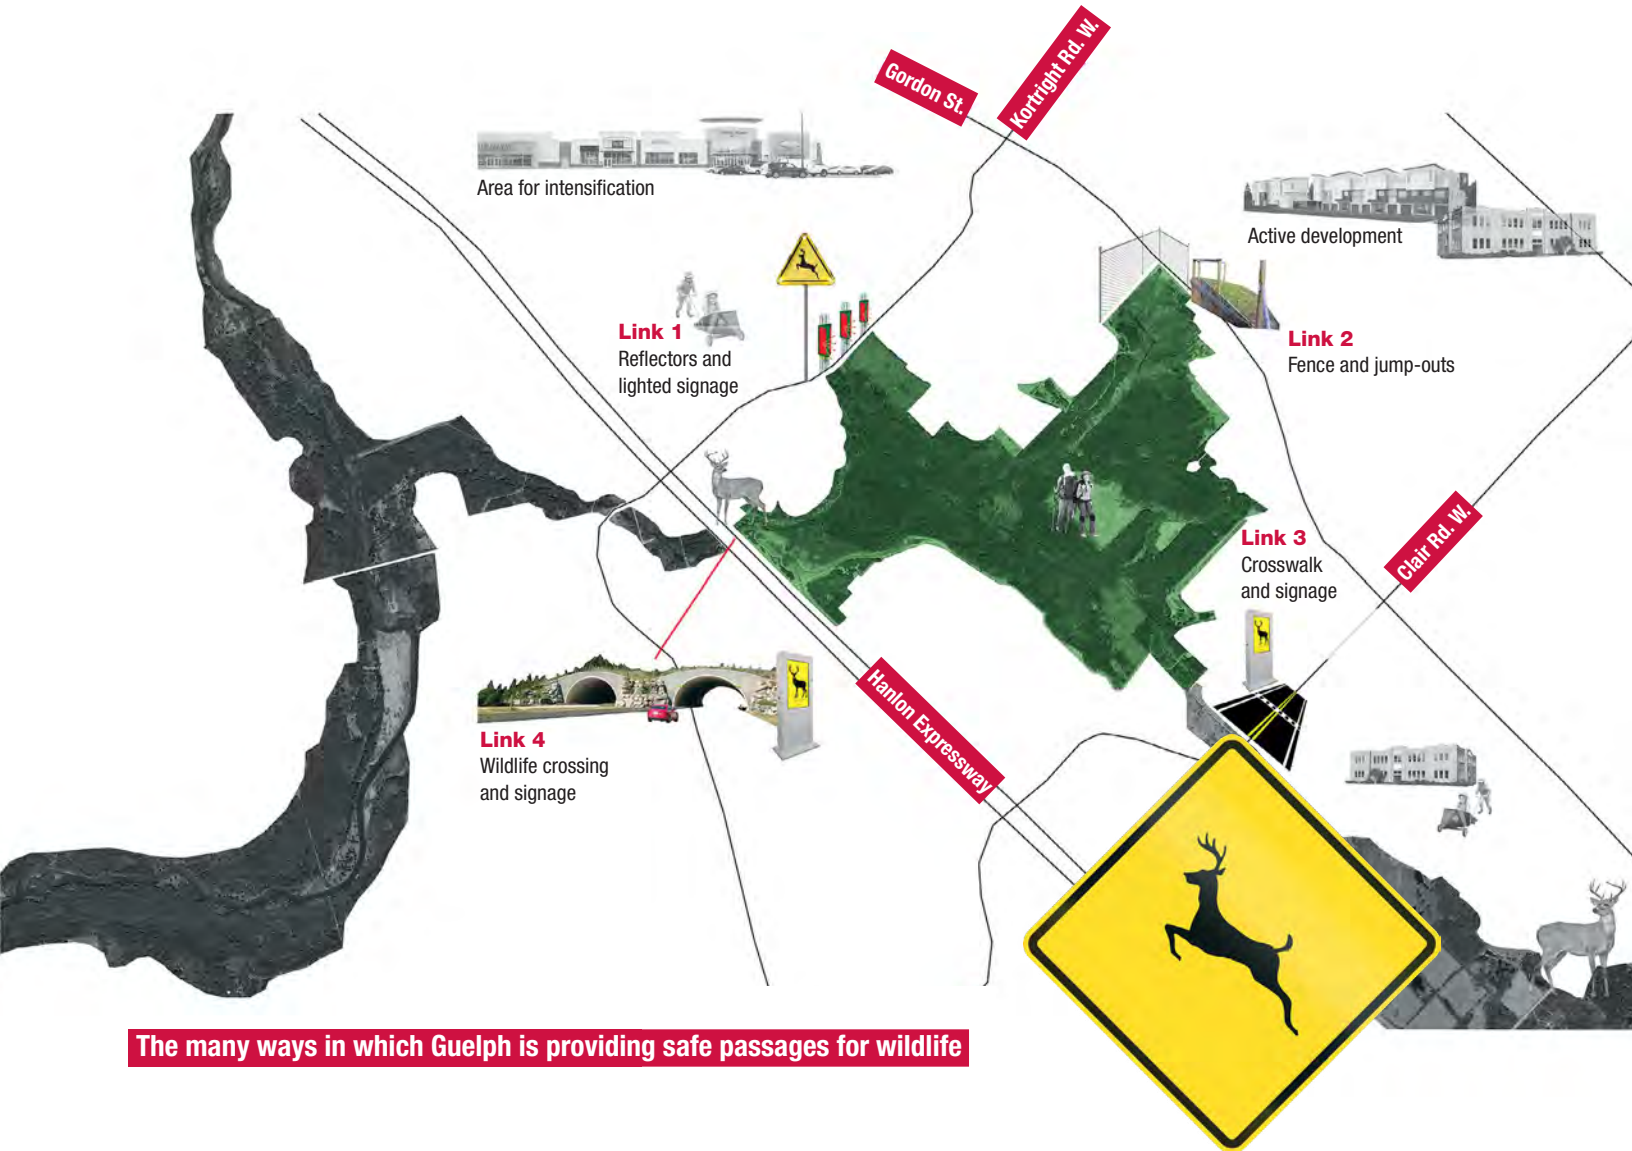 Gordon St.
Kortright Rd. W.
Area for intensification
Active development
Link 1
Reflectors and
lighted signage
Link 2
Fence and jump-outs
Link 3
Crosswalk
and signage
Clair Rd. W.
Hanlon Expressway
Link 4
Wildlife crossing
and signage
The many ways in which Guelph is providing safe passages for wildlife